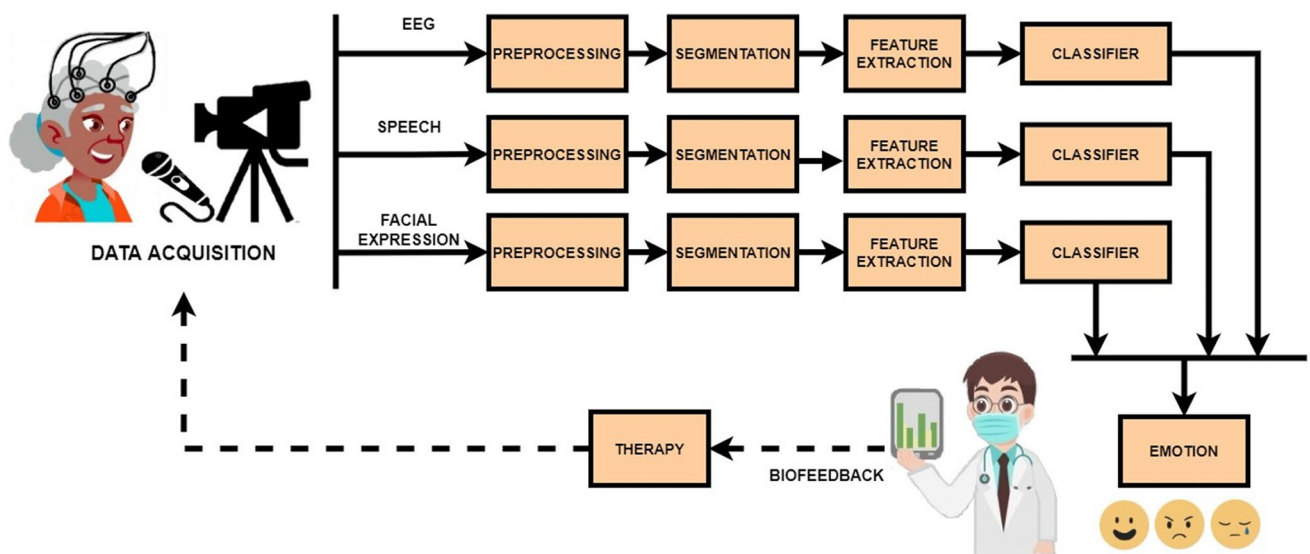 EEG
PREPROCESSING
SEGMENTATION
FEATURE
EXTRACTION
CLASSIFIER
SPEECH
PREPROCESSING
SEGMENTATION
FEATURE
EXTRACTION
CLASSIFIER
DATA ACQUISITION
FACIAL
EXPRESSION
PREPROCESSING
SEGMENTATION
FEATURE
EXTRACTION
CLASSIFIER
THERAPY
BIOFEEDBACK
EMOTION